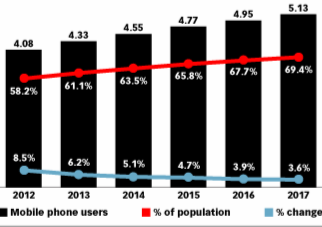 4.08 4.33 4.55 4.77 4.95 5.13
58.2% 61.1% 63.5% 65.8% 67.7% 69.4%
8.5% 6.2% 5.1% 4.7% 3.9% 3.6%
2012 2013 2014 2015 2016 2017
Mobile phone users % of population % change